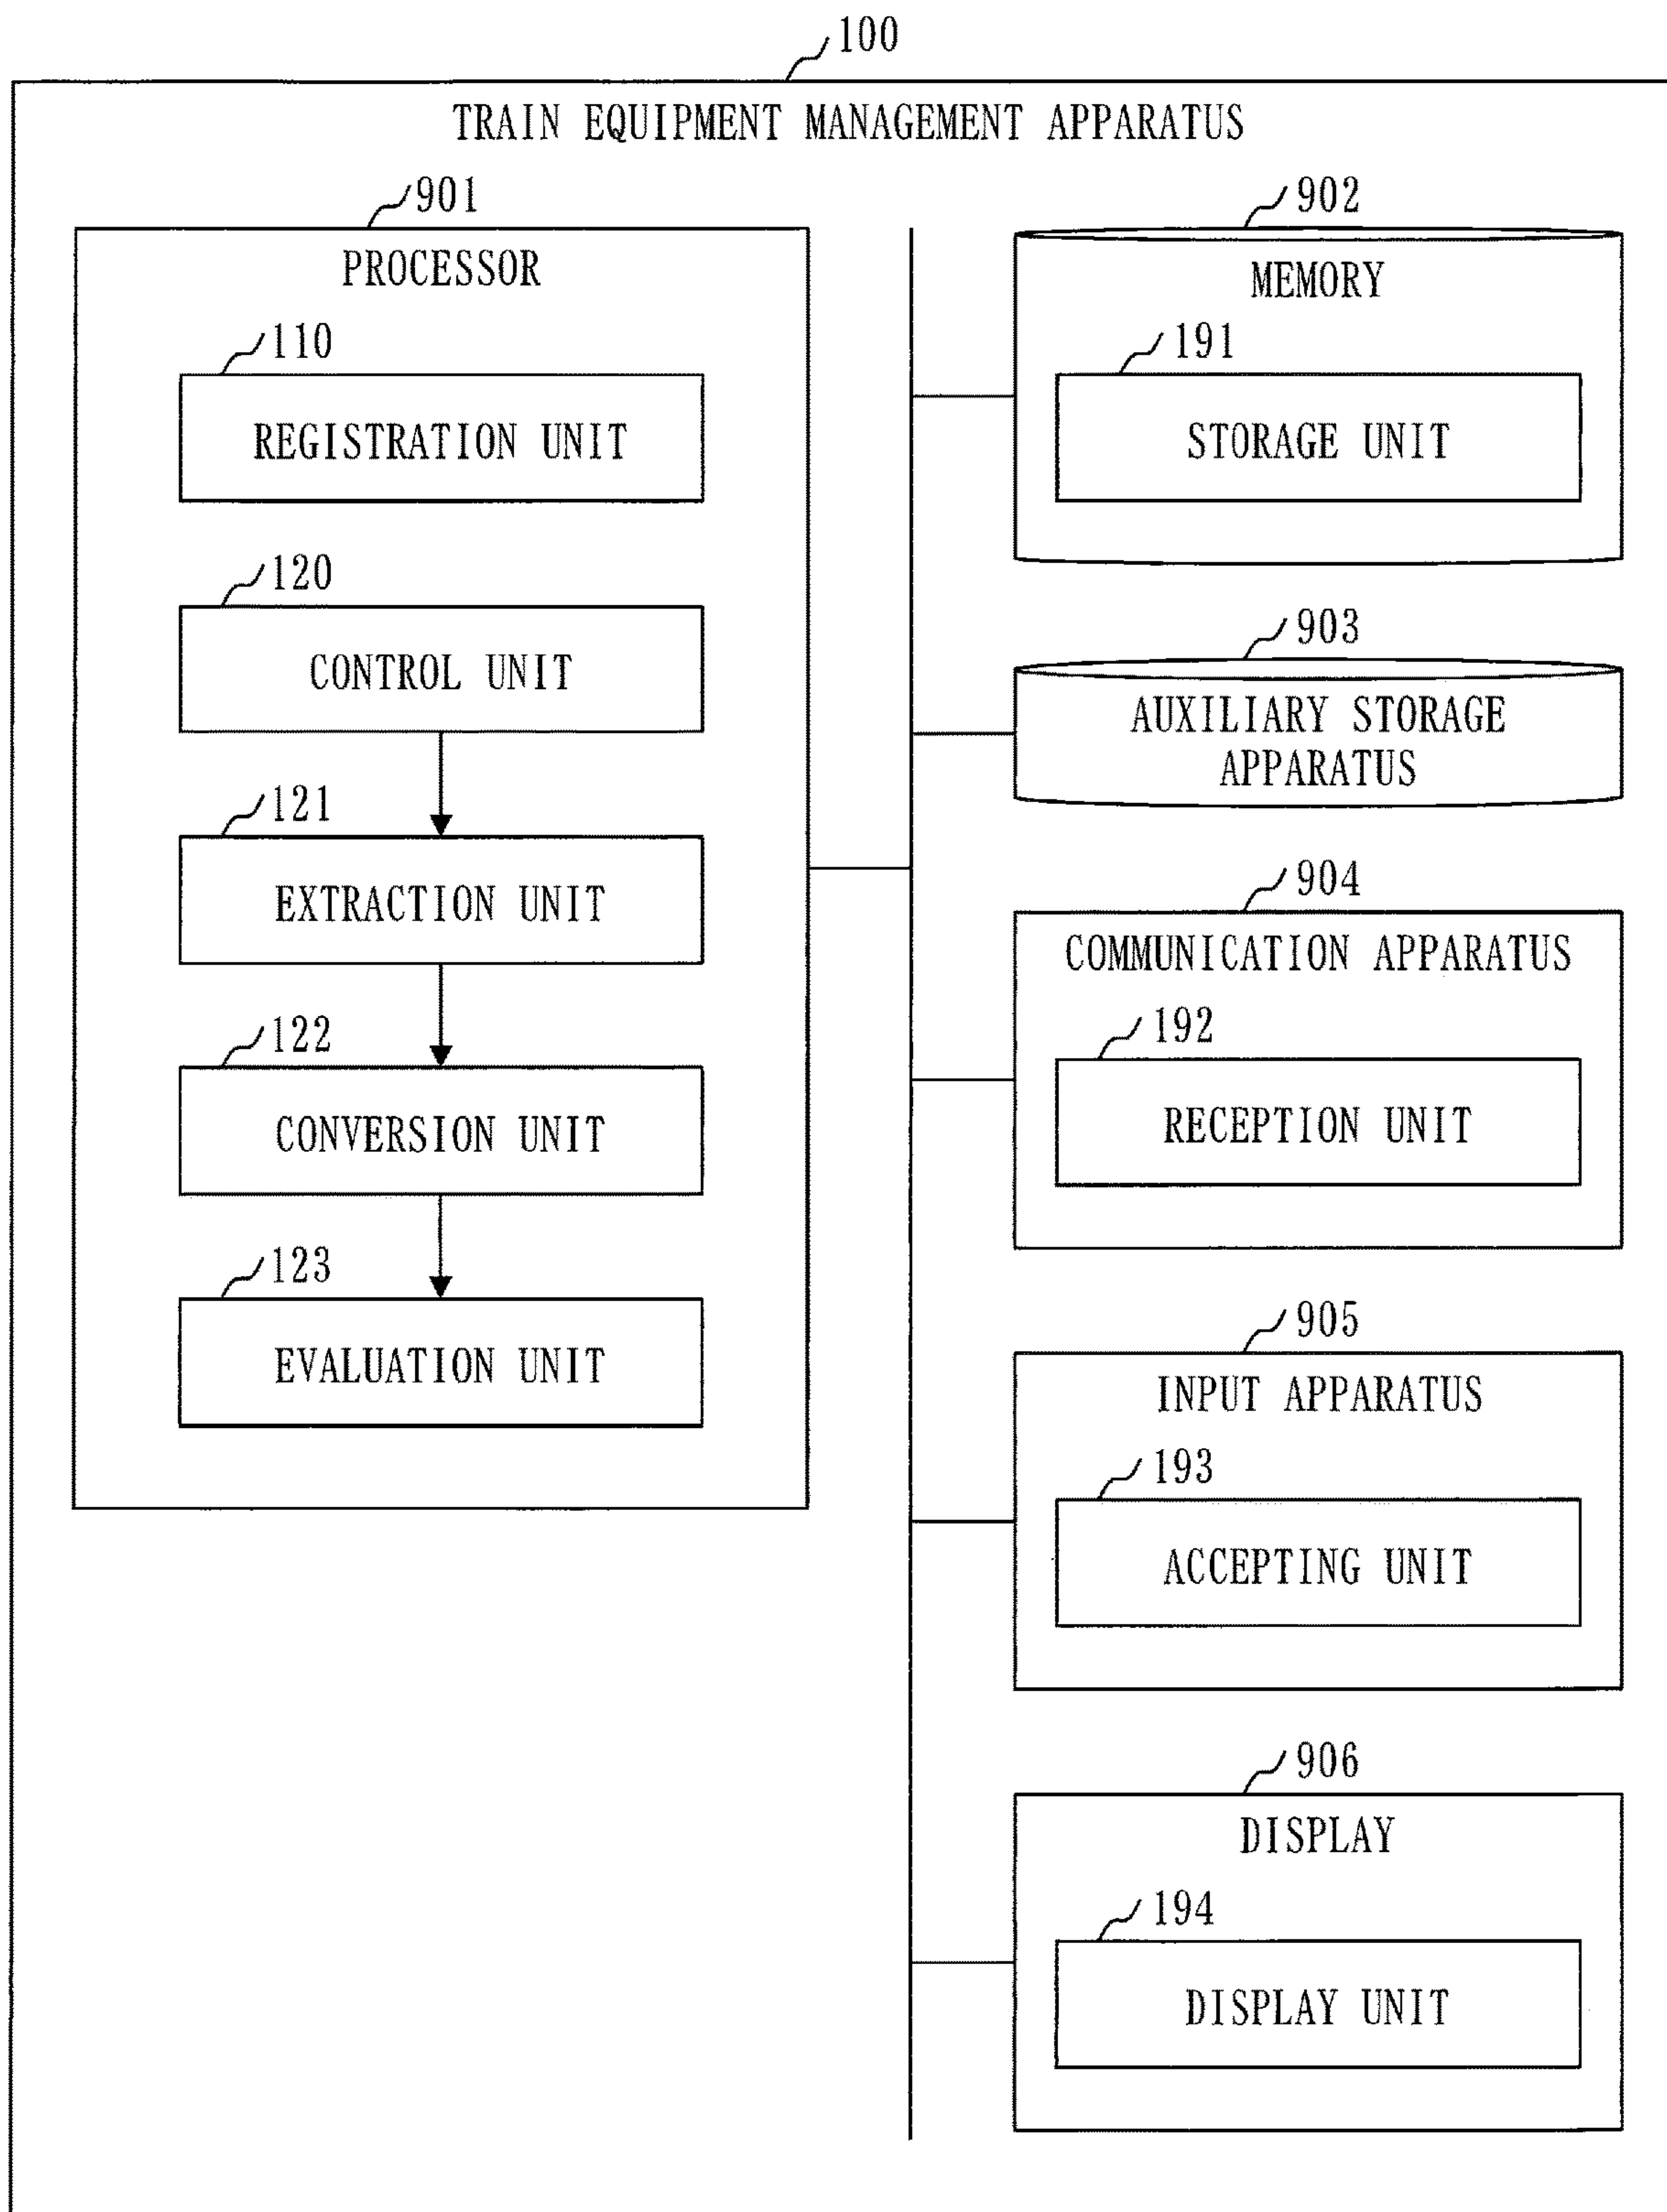 100
TRAIN EQUIPMENT MANAGEMENT APPARATUS
901
PROCESSOR
110
REGISTRATION UNIT
120
CONTROL UNIT
121
EXTRACTION UNIT
122
CONVERSION UNIT
123
EVALUATION UNIT
902
MEMORY
191
STORAGE UNIT
903
AUXILIARY STORAGE
APPARATUS
904
COMMUNICATION APPARATUS
192
RECEPTION UNIT
905
INPUT APPARATUS
193
ACCEPTING UNIT
906
DISPLAY
194
DISPLAY UNIT